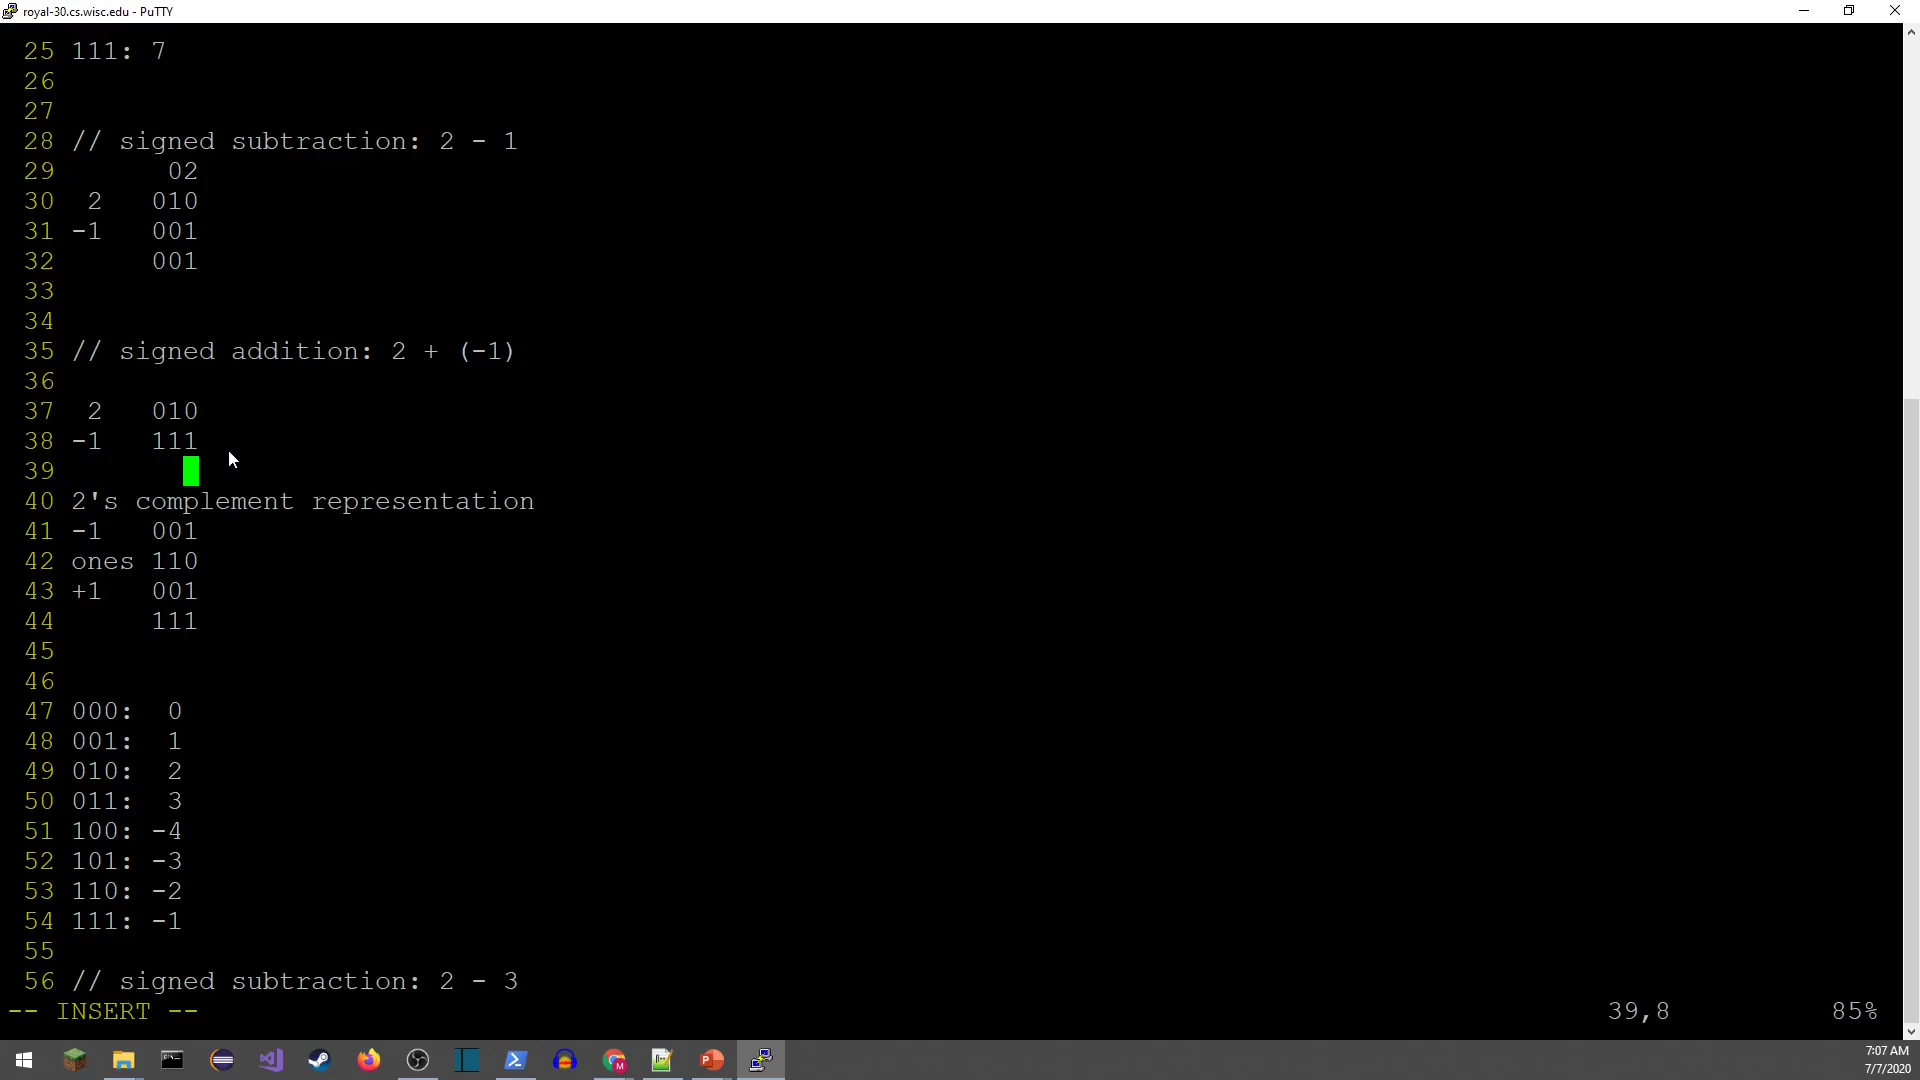 royal-30.cs.wisc.edu - PuTTY
25 111: 7
26
27
28 // signed subtraction: 2 - 1
29       02
30  2   010
31 -1   001
32      001
33
34
35 // signed addition: 2 + (-1)
36
37  2   010
38 -1   111
39
40 2's complement representation
41 -1   001
42 ones 110
43 +1   001
44      111
45
46
47 000:  0
48 001:  1
49 010:  2
50 011:  3
51 100: -4
52 101: -3
53 110: -2
54 111: -1
55
56 // signed subtraction: 2 - 3
-- INSERT -- 39,8 85%
7:07 AM
7/7/2020